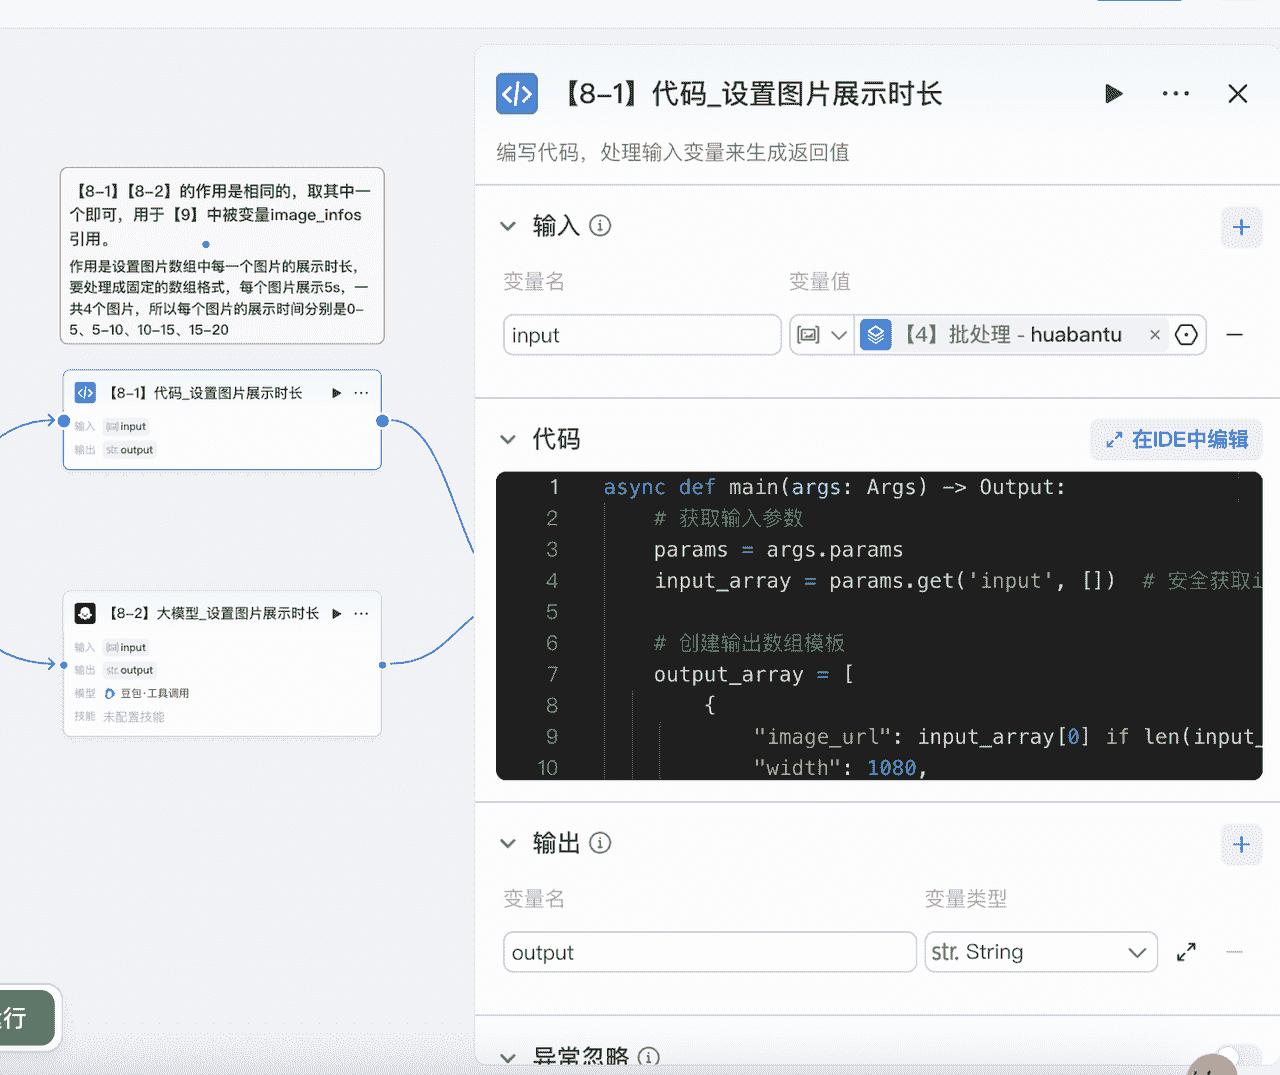 【8-1】【8-2】的作用是相同的，取其中一
个即可，用于【9】中被变量image_infos
引用。
作用是设置图片数组中每一个图片的展示时长，
要处理成固定的数组格式，每个图片展示5s，一
共4个图片，所以每个图片的展示时间分别是0-
5、5-10、10-15、15-20
【8-1】代码_设置图片展示时长
输入 input
输出 str. output
【8-2】大模型_设置图片展示时长
输入 input
输出 str. output
模型 豆包·工具调用
技能 未配置技能
行
【8-1】代码_设置图片展示时长
编写代码，处理输入变量来生成返回值
输入
变量名 变量值
input 【4】批处理 - huabantu
代码 在IDE中编辑
1 async def main(args: Args) -> Output:
2 # 获取输入参数
3 params = args.params
4 input_array = params.get('input', []) # 安全获取i
5
6 # 创建输出数组模板
7 output_array = [
8 {
9 "image_url": input_array[0] if len(input_
10 "width": 1080,
输出
变量名 变量类型
output str. String
异常忽略